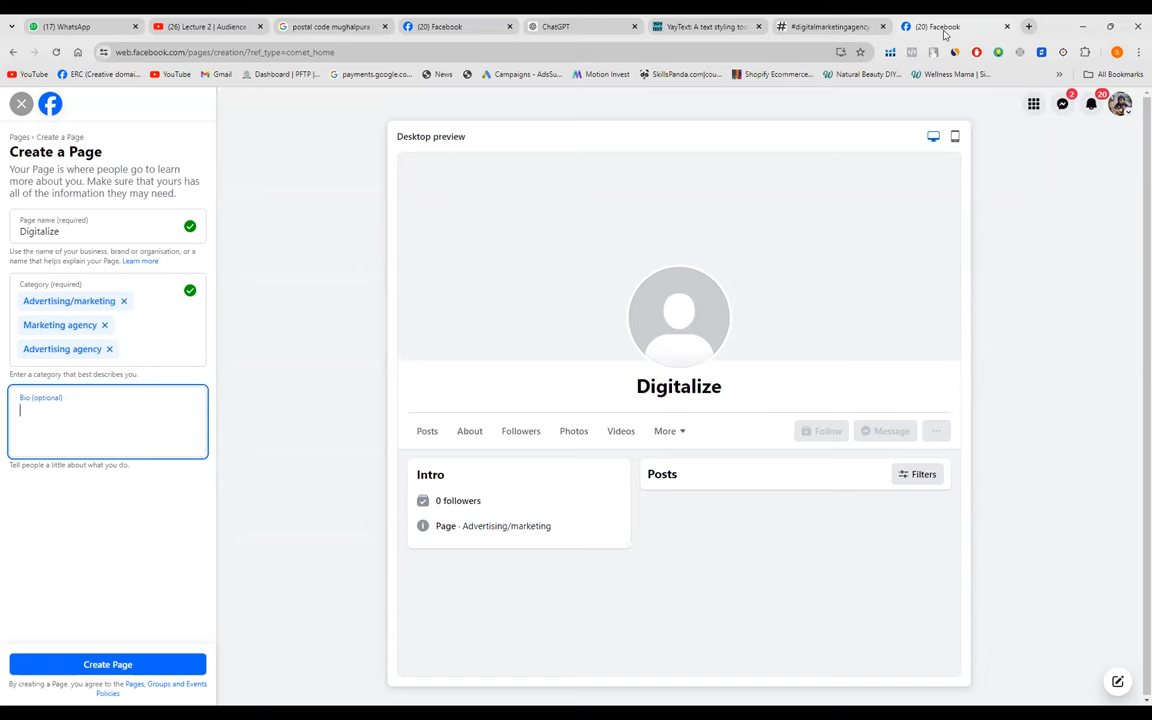 (17) WhatsApp
(26) Lecture 2 | Audience
postal code mughalpura
(20) Facebook
ChatGPT
YayText: A text styling too
#digitalmarketingagency
(20) Facebook
web.facebook.com/pages/creation/?ref_type=comet_home
S
YouTube
ERC (Creative domai...
YouTube
Gmail
Dashboard | PFTP |...
payments.google.co...
News
Campaigns - AdsSu...
Motion Invest
SkillsPanda.com|cou...
Shopify Ecommerce...
Natural Beauty DIY...
Wellness Mama | Si...
All Bookmarks
2
20
Pages › Create a Page
Create a Page
Your Page is where people go to learn
more about you. Make sure that yours has
all of the information they may need.
Page name (required)
Digitalize
Use the name of your business, brand or organisation, or a
name that helps explain your Page. Learn more
Category (required)
Advertising/marketing
Marketing agency
Advertising agency
Enter a category that best describes you.
Bio (optional)
Tell people a little about what you do.
Create Page
By creating a Page, you agree to the Pages, Groups and Events
Policies
Desktop preview
Digitalize
Posts
About
Followers
Photos
Videos
More
Follow
Message
Intro
0 followers
Page · Advertising/marketing
Posts
Filters